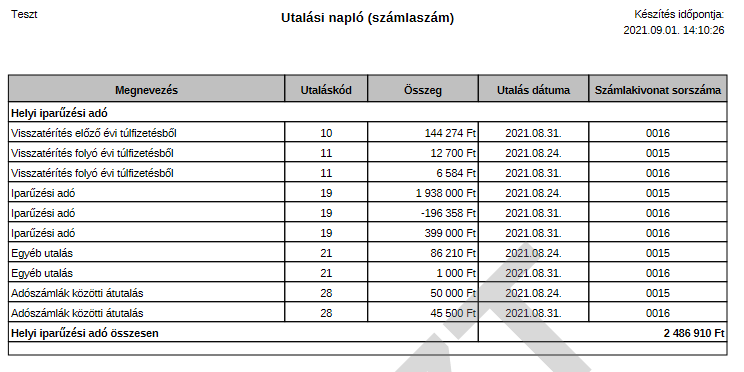 Teszt
Utalási napló (számlaszám)
Készítés időpontja:
2021.09.01. 14:10:26
Megnevezés Utaláskód Összeg Utalás dátuma Számlakivonat sorszáma
Helyi iparűzési adó
Visszatérítés előző évi túlfizetésből 10 144 274 Ft 2021.08.31. 0016
Visszatérítés folyó évi túlfizetésből 11 12 700 Ft 2021.08.24. 0015
Visszatérítés folyó évi túlfizetésből 11 6 584 Ft 2021.08.31. 0016
Iparűzési adó 19 1 938 000 Ft 2021.08.24. 0015
Iparűzési adó 19 -196 358 Ft 2021.08.31. 0016
Iparűzési adó 19 399 000 Ft 2021.08.31. 0016
Egyéb utalás 21 86 210 Ft 2021.08.24. 0015
Egyéb utalás 21 1 000 Ft 2021.08.31. 0016
Adószámlák közötti átutalás 28 50 000 Ft 2021.08.24. 0015
Adószámlák közötti átutalás 28 45 500 Ft 2021.08.31. 0016
Helyi iparűzési adó összesen 2 486 910 Ft